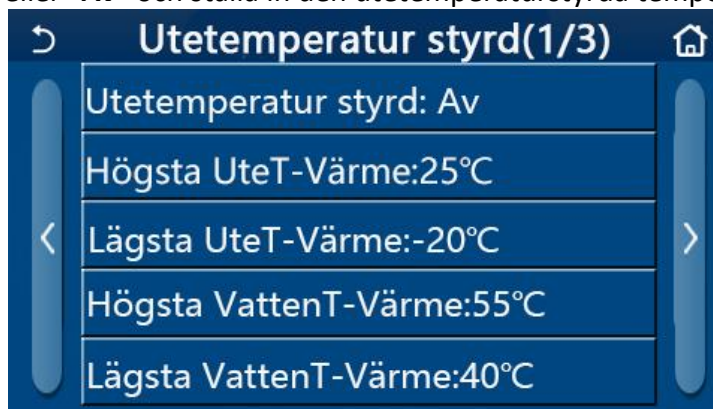 Utetemperatur styrd(1/3)
Utetemperatur styrd: Av
Högsta UteT-Värme:25℃
Lägsta UteT-Värme:-20℃
Högsta VattenT-Värme:55℃
Lägsta VattenT-Värme:40℃